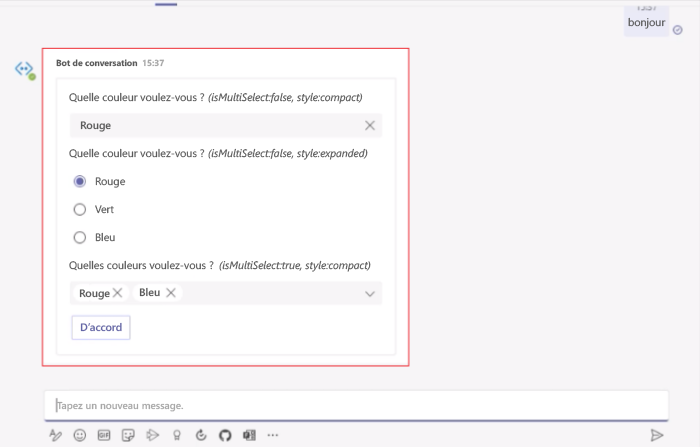 15:37
bonjour
Bot de conversation 15:37
Quelle couleur voulez-vous ? (isMultiSelect:false, style:compact)
Rouge
Quelle couleur voulez-vous ? (isMultiSelect:false, style:expanded)
Rouge
Vert
Bleu
Quelles couleurs voulez-vous ? (isMultiSelect:true, style:compact)
Rouge Bleu
D'accord
Tapez un nouveau message.
GIF